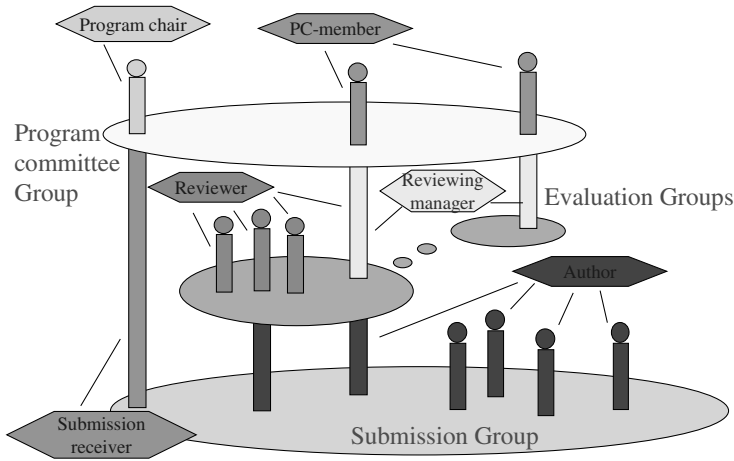 Program chair
PC-member
Program
committee
Group
Reviewer
Reviewing
manager
Evaluation Groups
Author
Submission
receiver
Submission Group